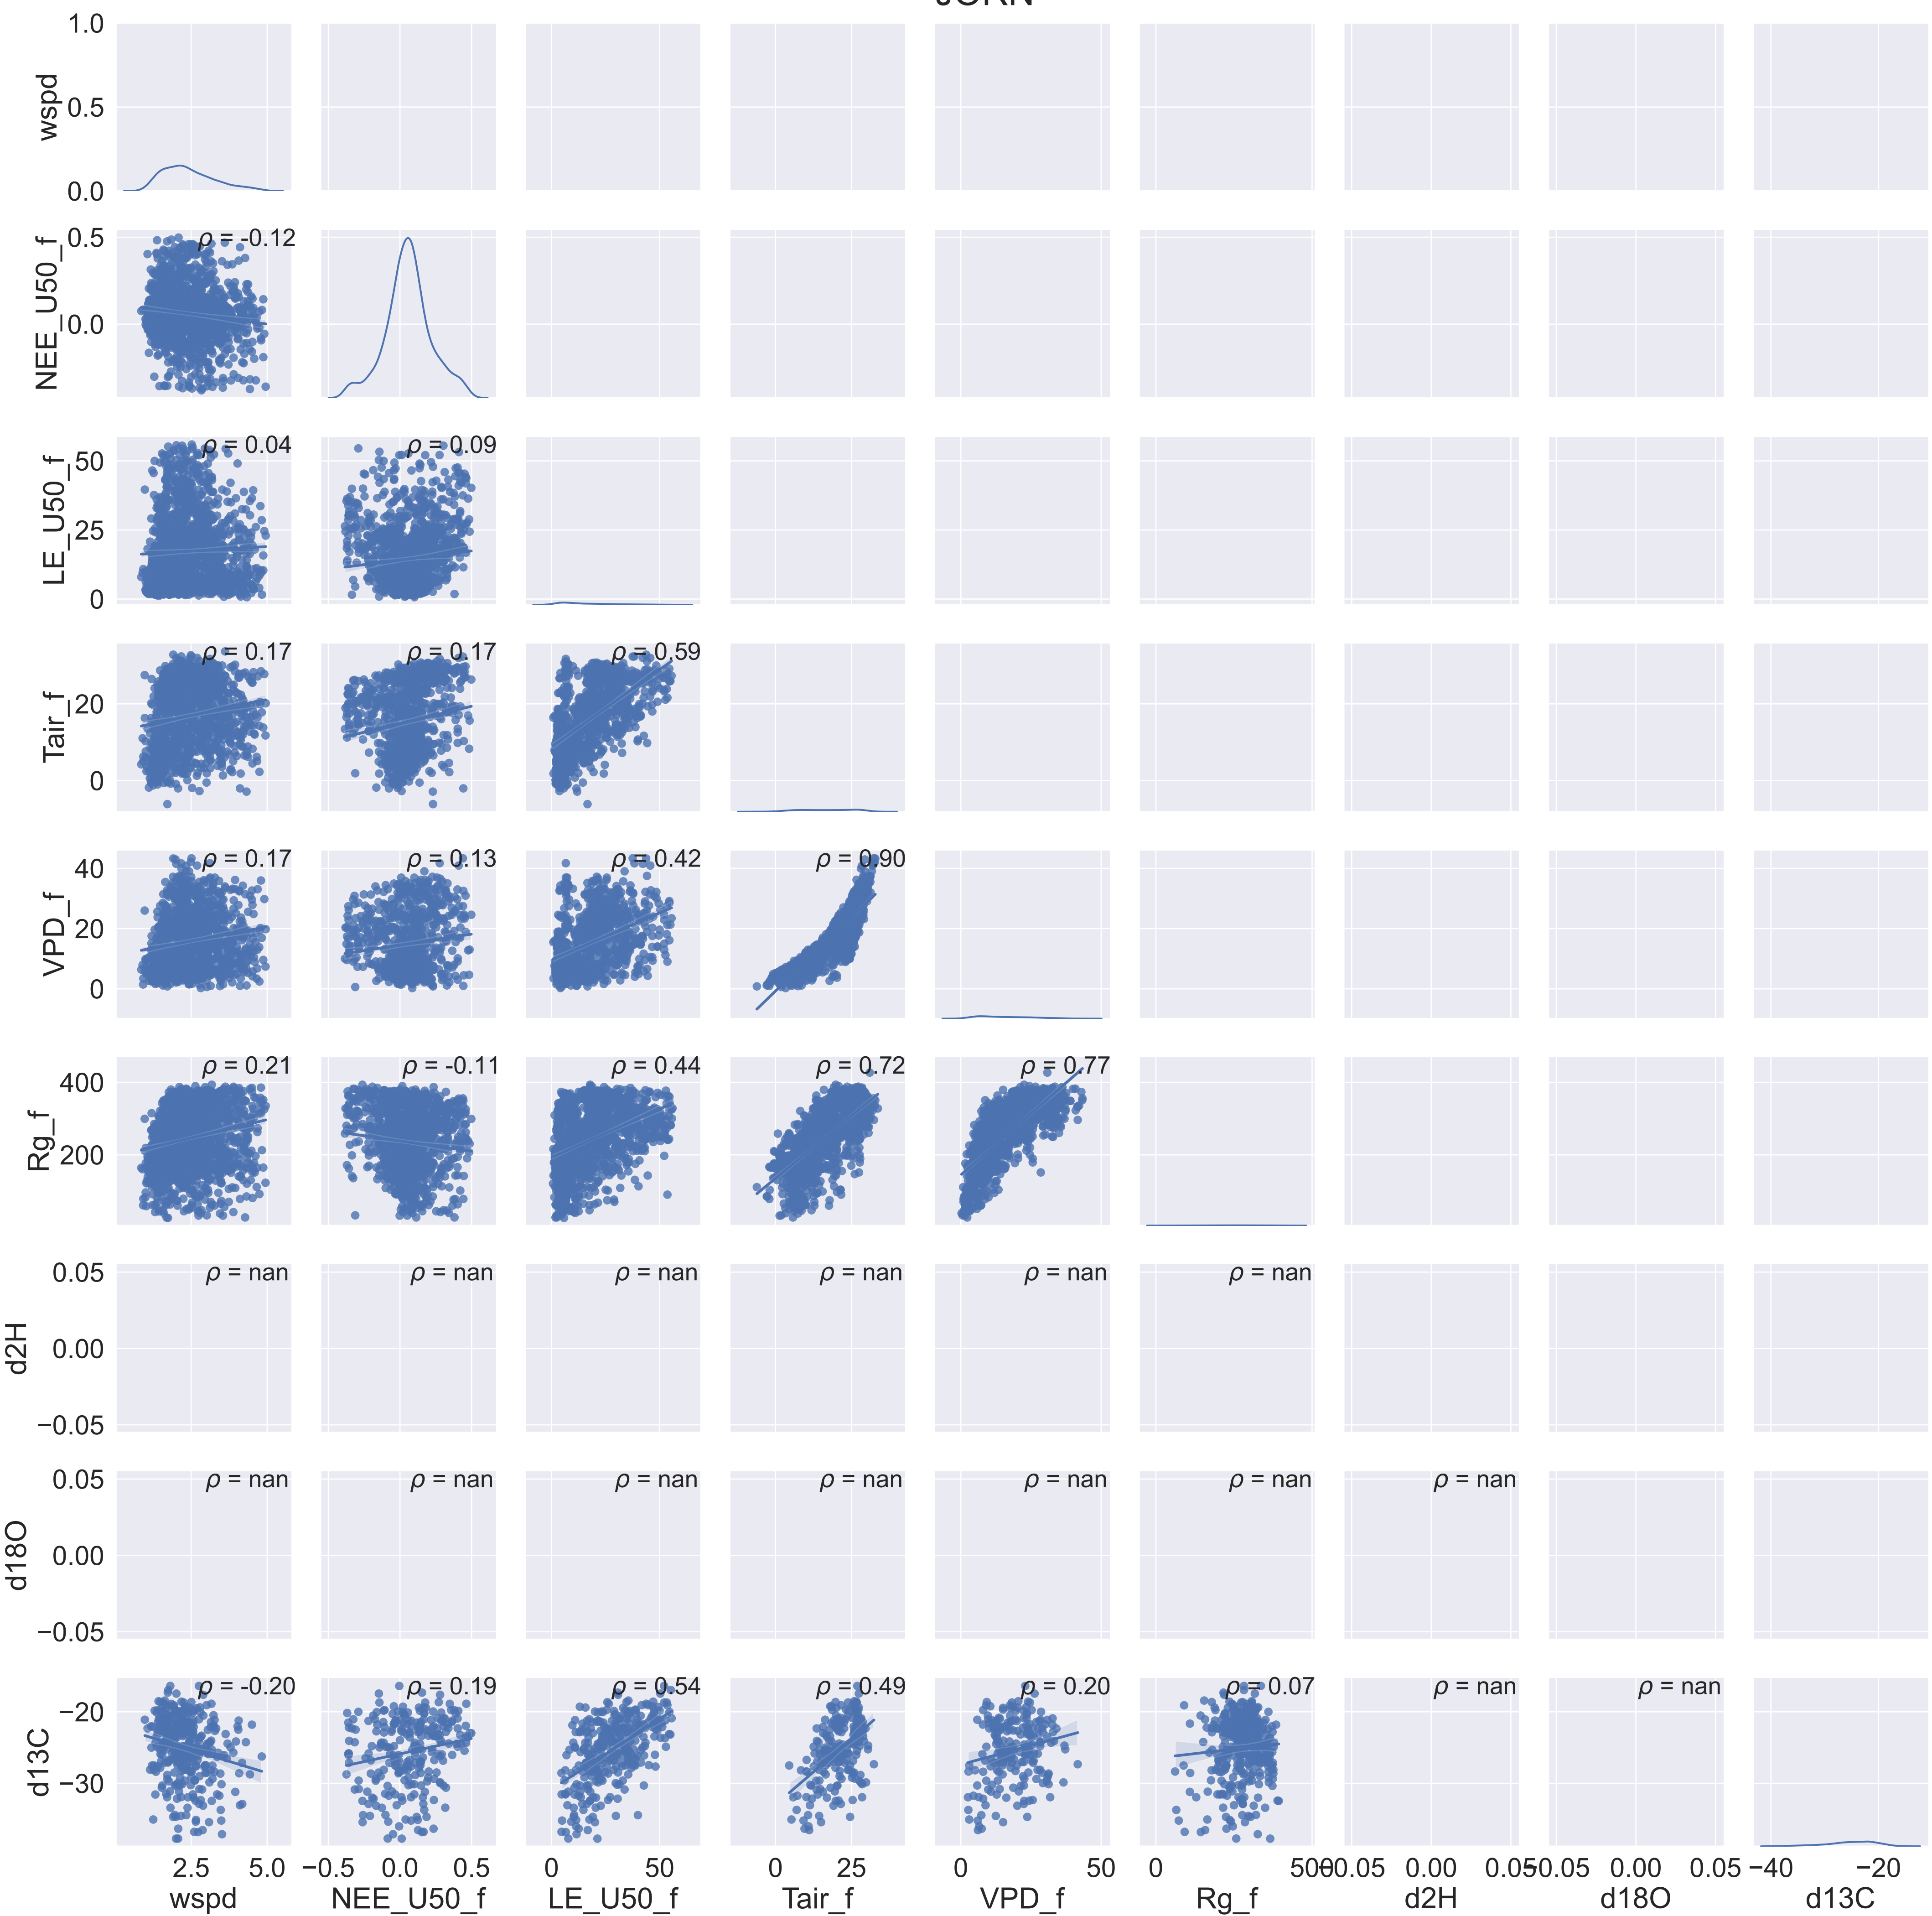 JORN
1.0
0.5
0.0
wspd
ρ = -0.12
0.5
0.0
NEE_U50_f
ρ = 0.04
ρ = 0.09
50
25
0
LE_U50_f
ρ = 0.17
ρ = 0.17
ρ = 0.59
20
0
Tair_f
ρ = 0.17
ρ = 0.13
ρ = 0.42
ρ = 0.90
40
20
0
VPD_f
ρ = 0.21
ρ = -0.11
ρ = 0.44
ρ = 0.72
ρ = 0.77
400
200
Rg_f
ρ = nan
ρ = nan
ρ = nan
ρ = nan
ρ = nan
ρ = nan
0.05
0.00
−0.05
d2H
ρ = nan
ρ = nan
ρ = nan
ρ = nan
ρ = nan
ρ = nan
ρ = nan
0.05
0.00
−0.05
d18O
ρ = -0.20
ρ = 0.19
ρ = 0.54
ρ = 0.49
ρ = 0.20
ρ = 0.07
ρ = nan
ρ = nan
−20
−30
d13C
2.5 5.0
−0.5 0.0 0.5
0 50
0 25
0 50
0 500
−0.05 0.00 0.05
−0.05 0.00 0.05
−40 −20
wspd
NEE_U50_f
LE_U50_f
Tair_f
VPD_f
Rg_f
d2H
d18O
d13C